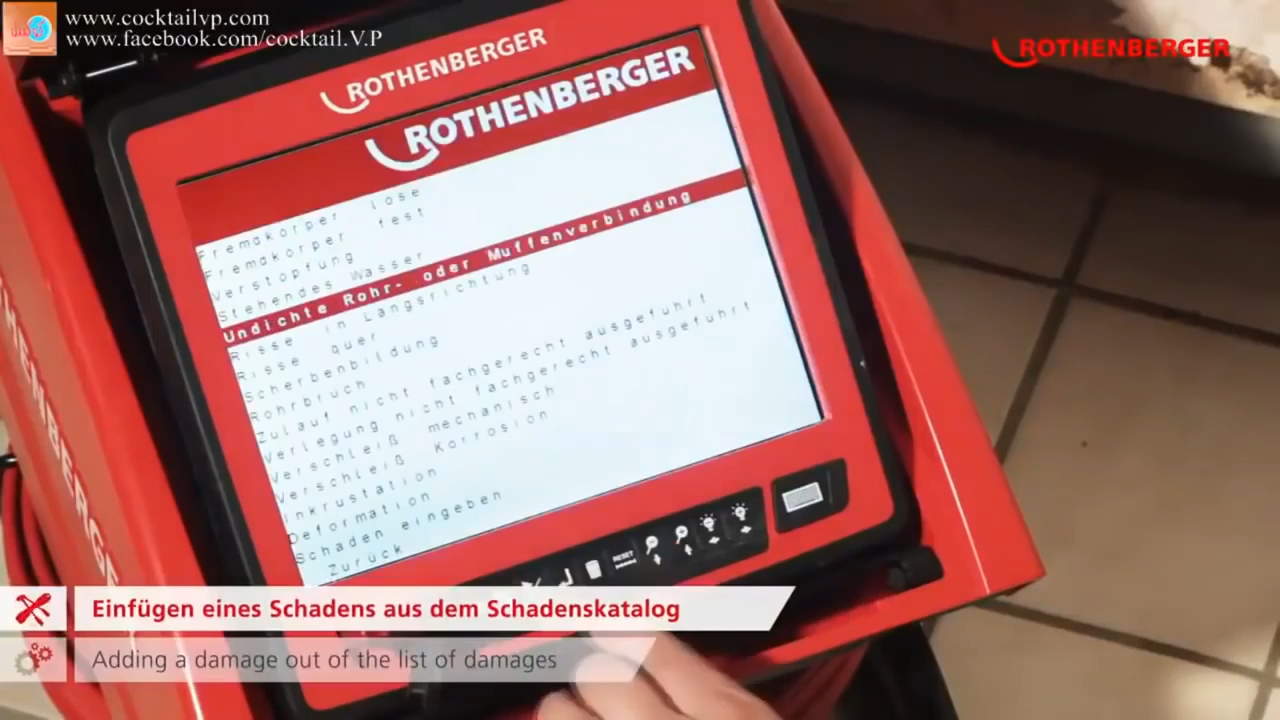 www.cocktailvp.com
www.facebook.com/cocktail.V.P
ROTHENBERGER
ROTHENBERGER
ROTHENBERGER
Fremdkörper lose
Fremdkörper fest
Verstopfung
Stehendes Wasser
Undichte Rohr- oder Muffenverbindung
Risse in Längsrichtung
Risse quer
Scherbenbildung
Rohrbruch
Zulauf nicht fachgerecht ausgeführt
Verlegung nicht fachgerecht ausgeführt
Verschleiß mechanisch
Verschleiß Korrosion
Inkrustation
Deformation
Schaden eingeben
Zurück
RESET
Einfügen eines Schadens aus dem Schadenskatalog
Adding a damage out of the list of damages